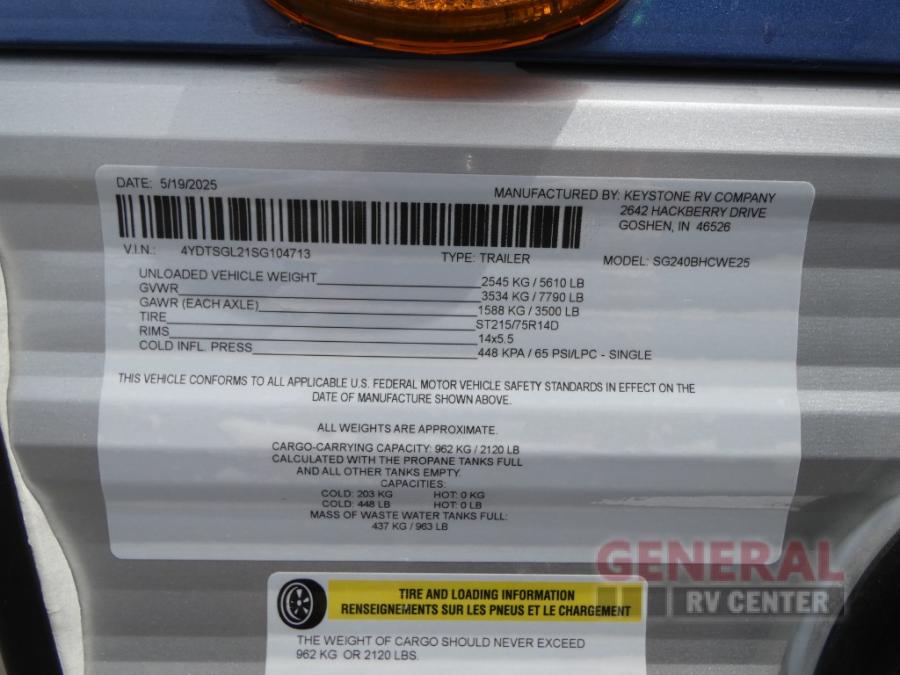 DATE: 5/19/2025
MANUFACTURED BY: KEYSTONE RV COMPANY
2642 HACKBERRY DRIVE
GOSHEN, IN 46526
V.I.N.: 4YDTSGL21SG104713 TYPE: TRAILER MODEL: SG240BHCWE25
UNLOADED VEHICLE WEIGHT 2545 KG / 5610 LB
GVWR 3534 KG / 7790 LB
GAWR (EACH AXLE) 1588 KG / 3500 LB
TIRE ST215/75R14D
RIMS 14x5.5
COLD INFL. PRESS 448 KPA / 65 PSI/LPC - SINGLE
THIS VEHICLE CONFORMS TO ALL APPLICABLE U.S. FEDERAL MOTOR VEHICLE SAFETY STANDARDS IN EFFECT ON THE
DATE OF MANUFACTURE SHOWN ABOVE.
ALL WEIGHTS ARE APPROXIMATE.
CARGO-CARRYING CAPACITY: 962 KG / 2120 LB
CALCULATED WITH THE PROPANE TANKS FULL
AND ALL OTHER TANKS EMPTY.
CAPACITIES:
COLD: 203 KG HOT: 0 KG
COLD: 448 LB HOT: 0 LB
MASS OF WASTE WATER TANKS FULL:
437 KG / 963 LB
GENERAL
RV CENTER
TIRE AND LOADING INFORMATION
RENSEIGNEMENTS SUR LES PNEUS ET LE CHARGEMENT
THE WEIGHT OF CARGO SHOULD NEVER EXCEED
962 KG OR 2120 LBS.